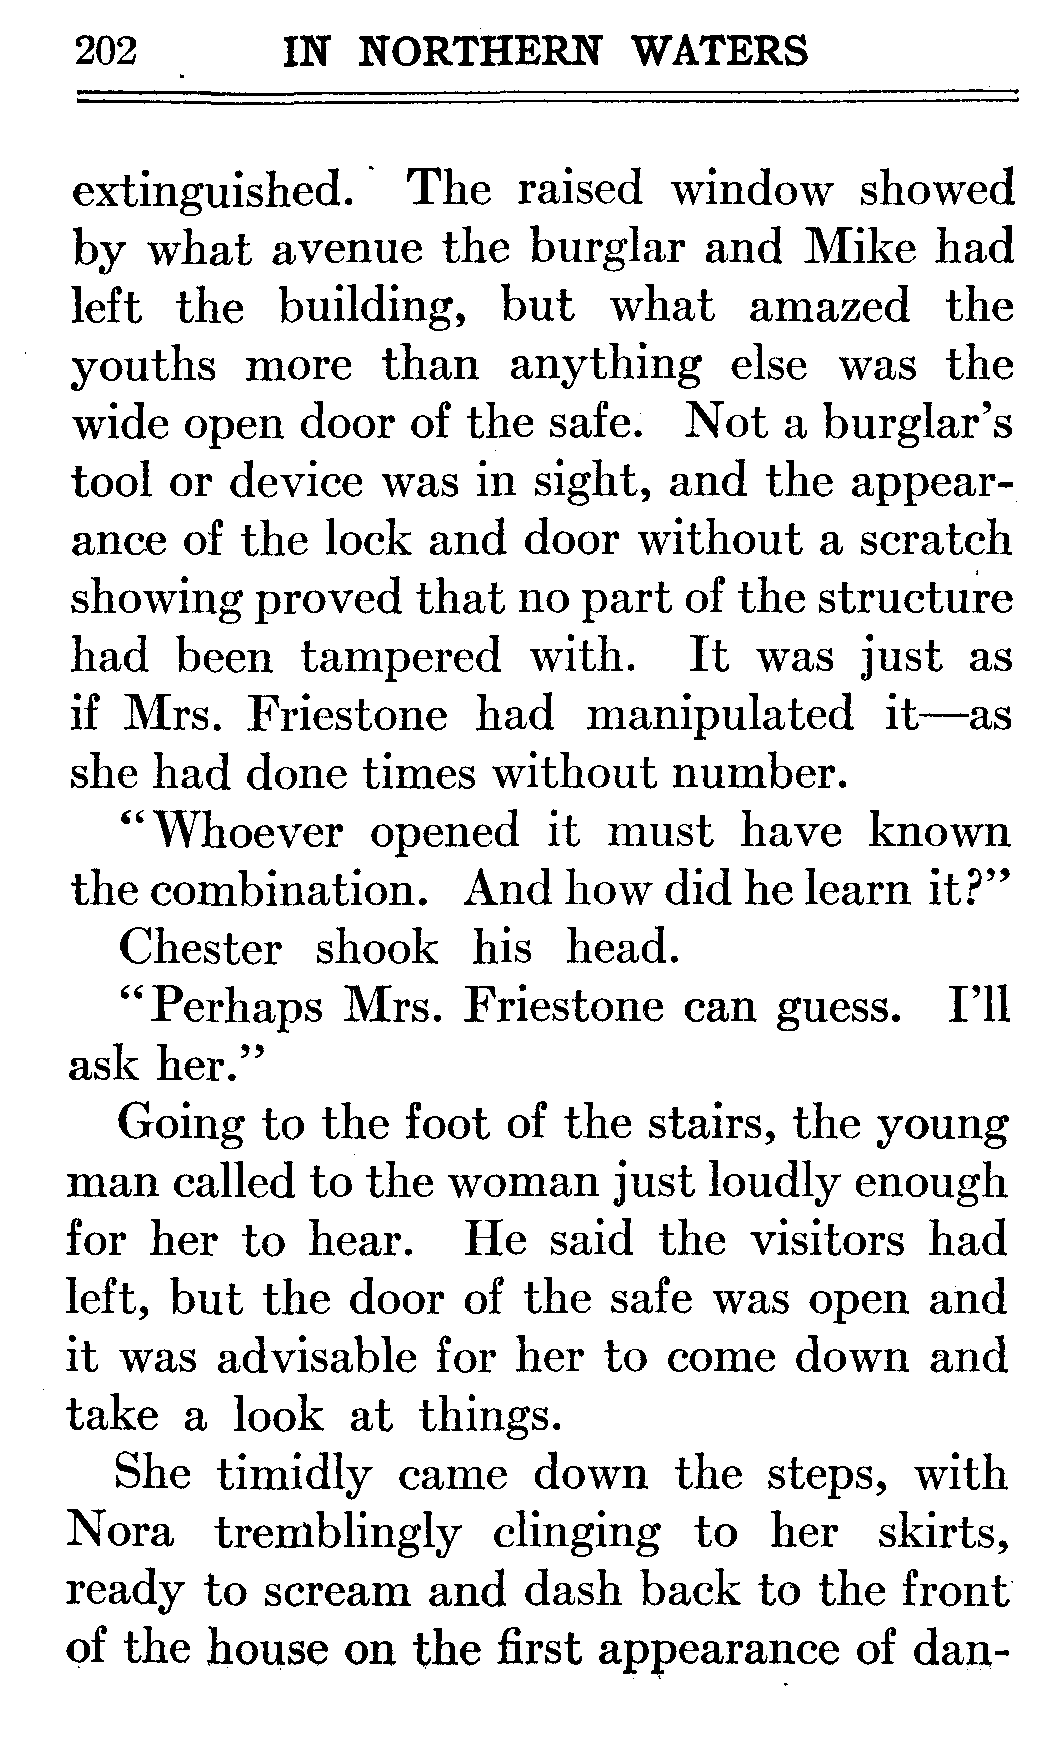 202 IN NORTHERN WATERS
extinguished. The raised window showed
by what avenue the burglar and Mike had
left the building, but what amazed the
youths more than anything else was the
wide open door of the safe. Not a burglar's
tool or device was in sight, and the appear-
ance of the lock and door without a scratch
showing proved that no part of the structure
had been tampered with. It was just as
if Mrs. Friestone had manipulated it—as
she had done times without number.
"Whoever opened it must have known
the combination. And how did he learn it?"
Chester shook his head.
"Perhaps Mrs. Friestone can guess. I'll
ask her."
Going to the foot of the stairs, the young
man called to the woman just loudly enough
for her to hear. He said the visitors had
left, but the door of the safe was open and
it was advisable for her to come down and
take a look at things.
She timidly came down the steps, with
Nora tremblingly clinging to her skirts,
ready to scream and dash back to the front
of the house on the first appearance of dan-